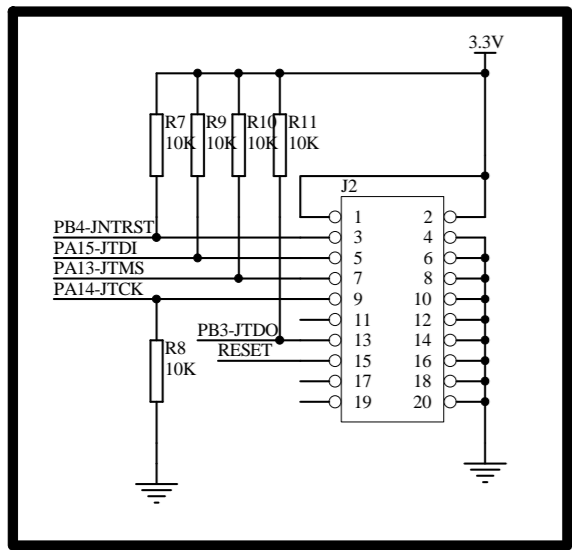 3.3V
R7 R9 R10 R11
10K 10K 10K 10K
J2
1 2
PB4-JNTRST 3 4
PA15-JTDI 5 6
PA13-JTMS 7 8
PA14-JTCK 9 10
11 12
PB3-JTDO 13 14
RESET 15 16
R8
10K
17 18
19 20